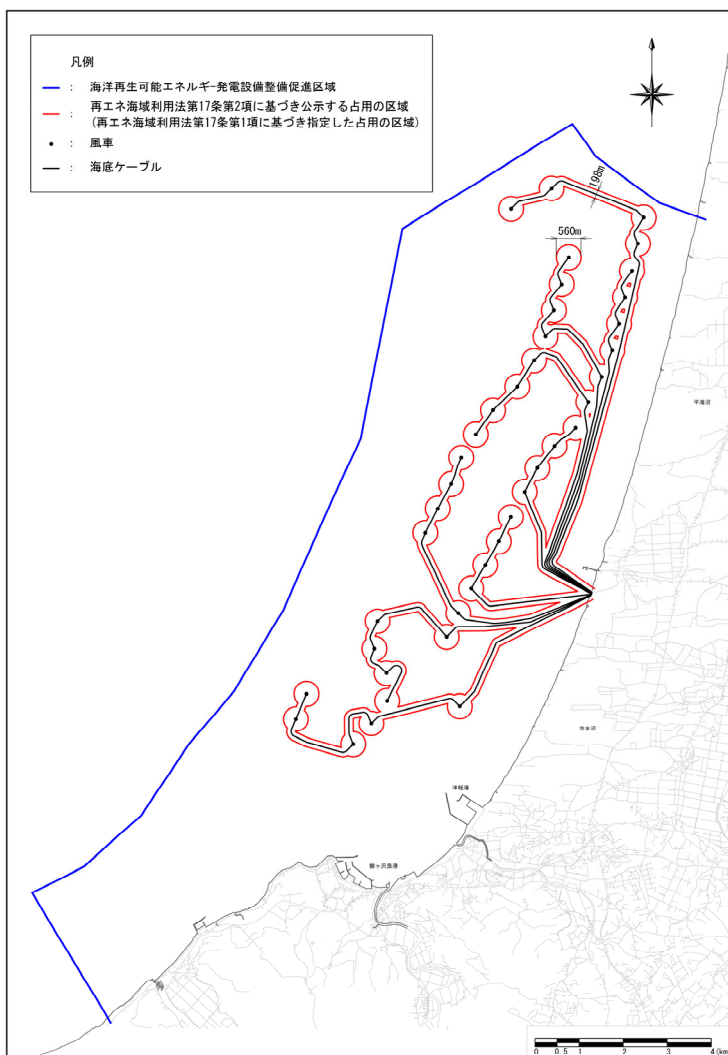 凡例
: 海洋再生可能エネルギー発電設備整備促進区域
: 再エネ海域利用法第17条第2項に基づき公示する占用の区域
(再エネ海域利用法第17条第1項に基づき指定した占用の区域)
: 風車
: 海底ケーブル
198m
560m
平滝沼
津軽港
鰺ヶ沢漁港
0 0.5 1 2 3 4(km